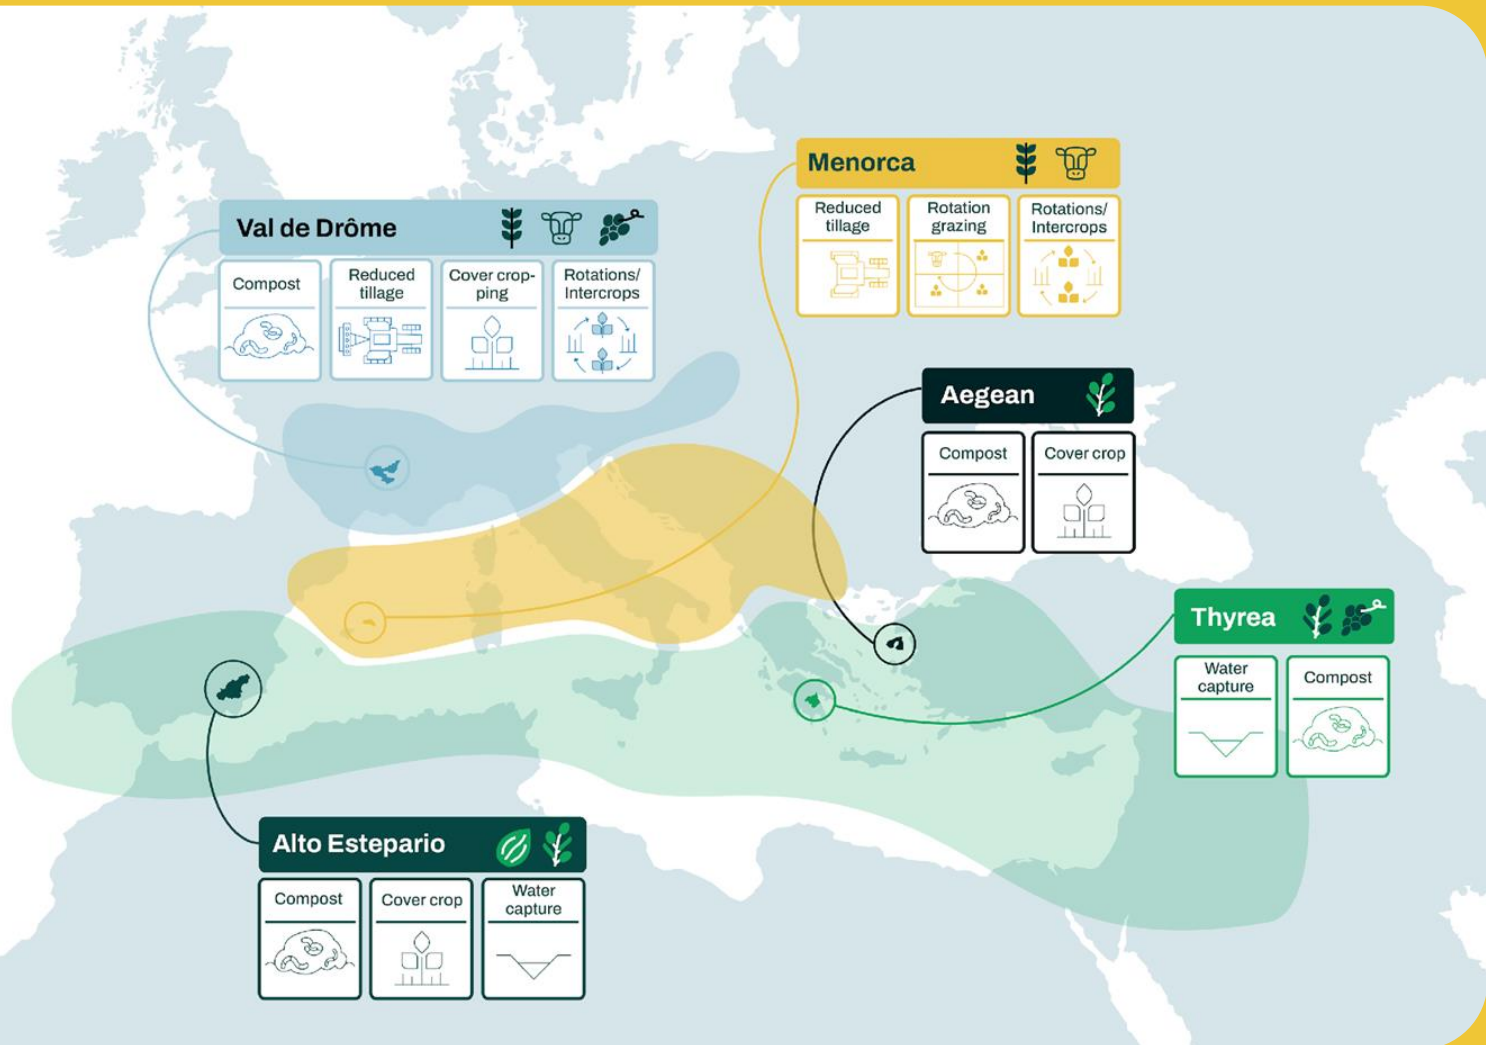 Menorca
Reduced
tillage
Rotation
grazing
Rotations/
Intercrops
Val de Drôme
Compost
Reduced
tillage
Cover crop-
ping
Rotations/
Intercrops
Aegean
Compost
Cover crop
Thyrea
Water
capture
Compost
Alto Estepario
Compost
Cover crop
Water
capture